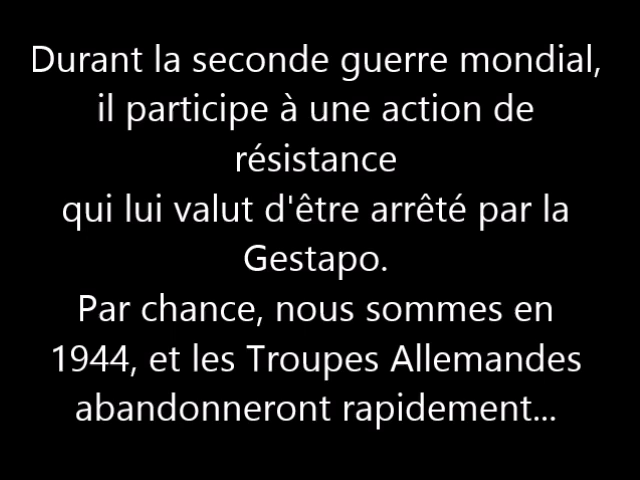 Durant la seconde guerre mondial,
il participe à une action de
résistance
qui lui valut d'être arrêté par la
Gestapo.
Par chance, nous sommes en
1944, et les Troupes Allemandes
abandonneront rapidement...